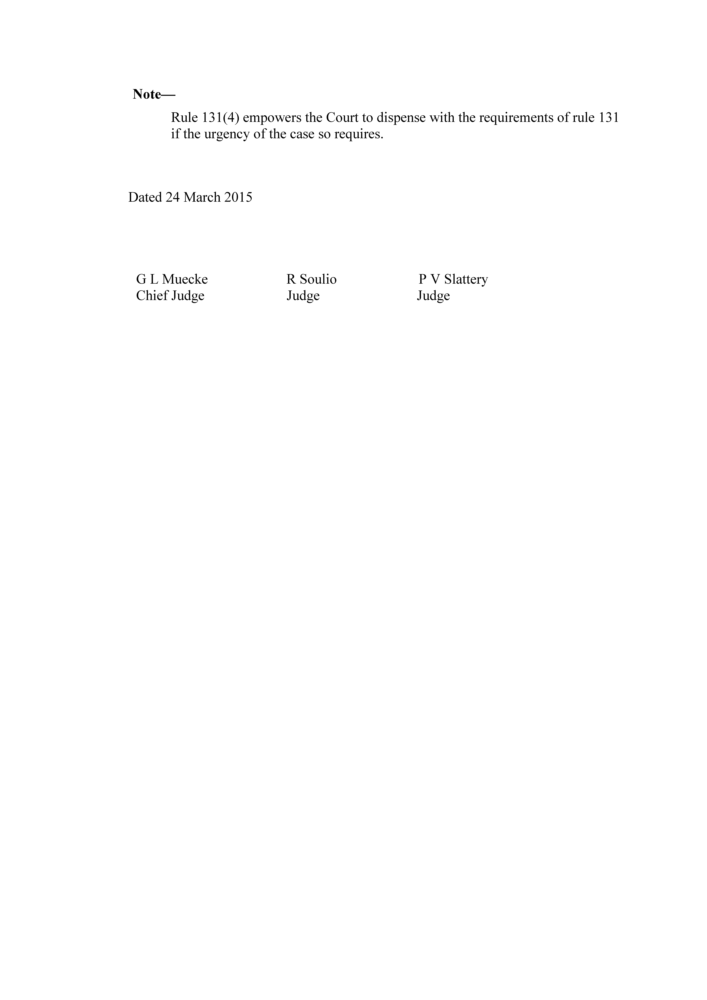 Note—
Rule 131(4) empowers the Court to dispense with the requirements of rule 131
if the urgency of the case so requires.
Dated 24 March 2015
G L Muecke R Soulio P V Slattery
Chief Judge Judge Judge